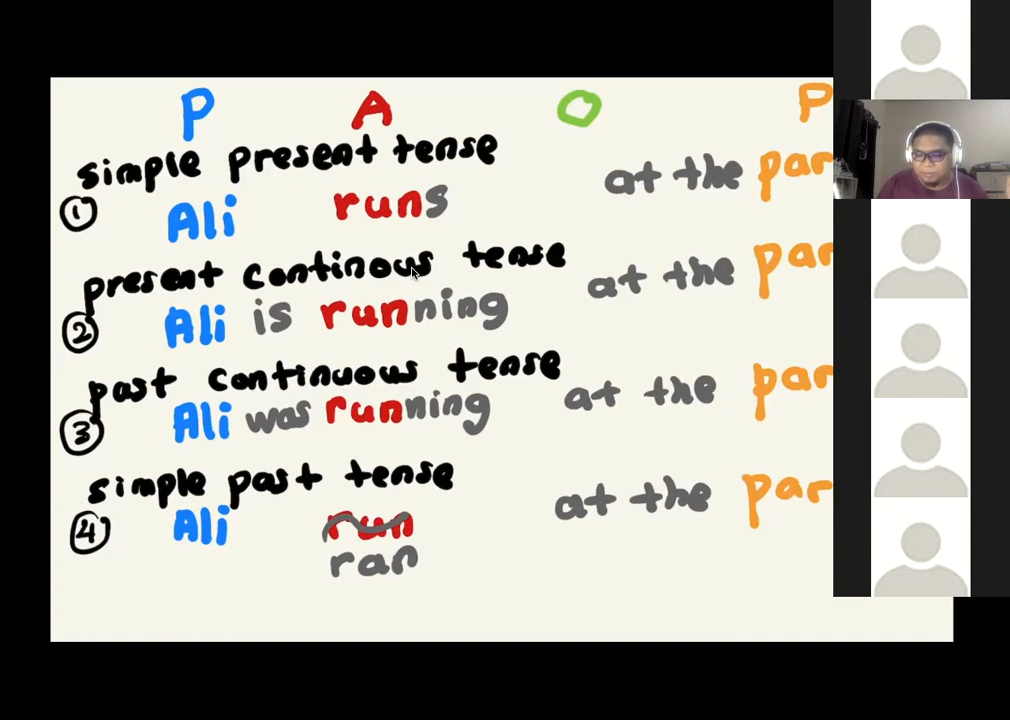 P A O P
simple present tense
① Ali runs at the par
present continous tense
② Ali is running at the par
past continuous tense
③ Ali was running at the par
simple past tense
④ Ali run at the par
ran